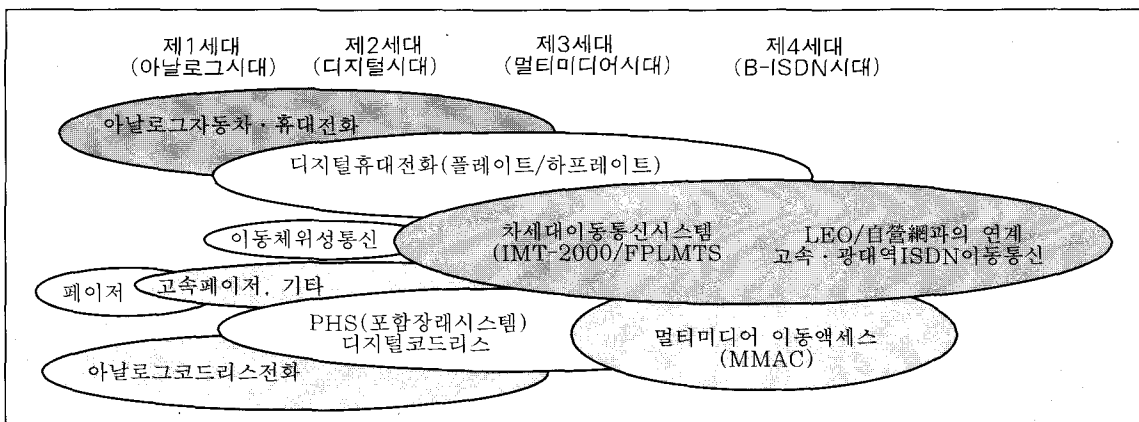 제1세대 제2세대 제3세대 제4세대
(아날로그시대) (디지털시대) (멀티미디어시대) (B-ISDN시대)
아날로그자동차·휴대전화
디지털휴대전화(플레이트/하프레이트)
이동체위성통신
차세대이동통신시스템
(IMT-2000/FPLMTS
LEO/自營網과의 연계
고속·광대역ISDN이동통신
페이저
고속페이저, 기타
PHS(포함장래시스템)
디지털코드리스
멀티미디어 이동액세스
(MMAC)
아날로그코드리스전화